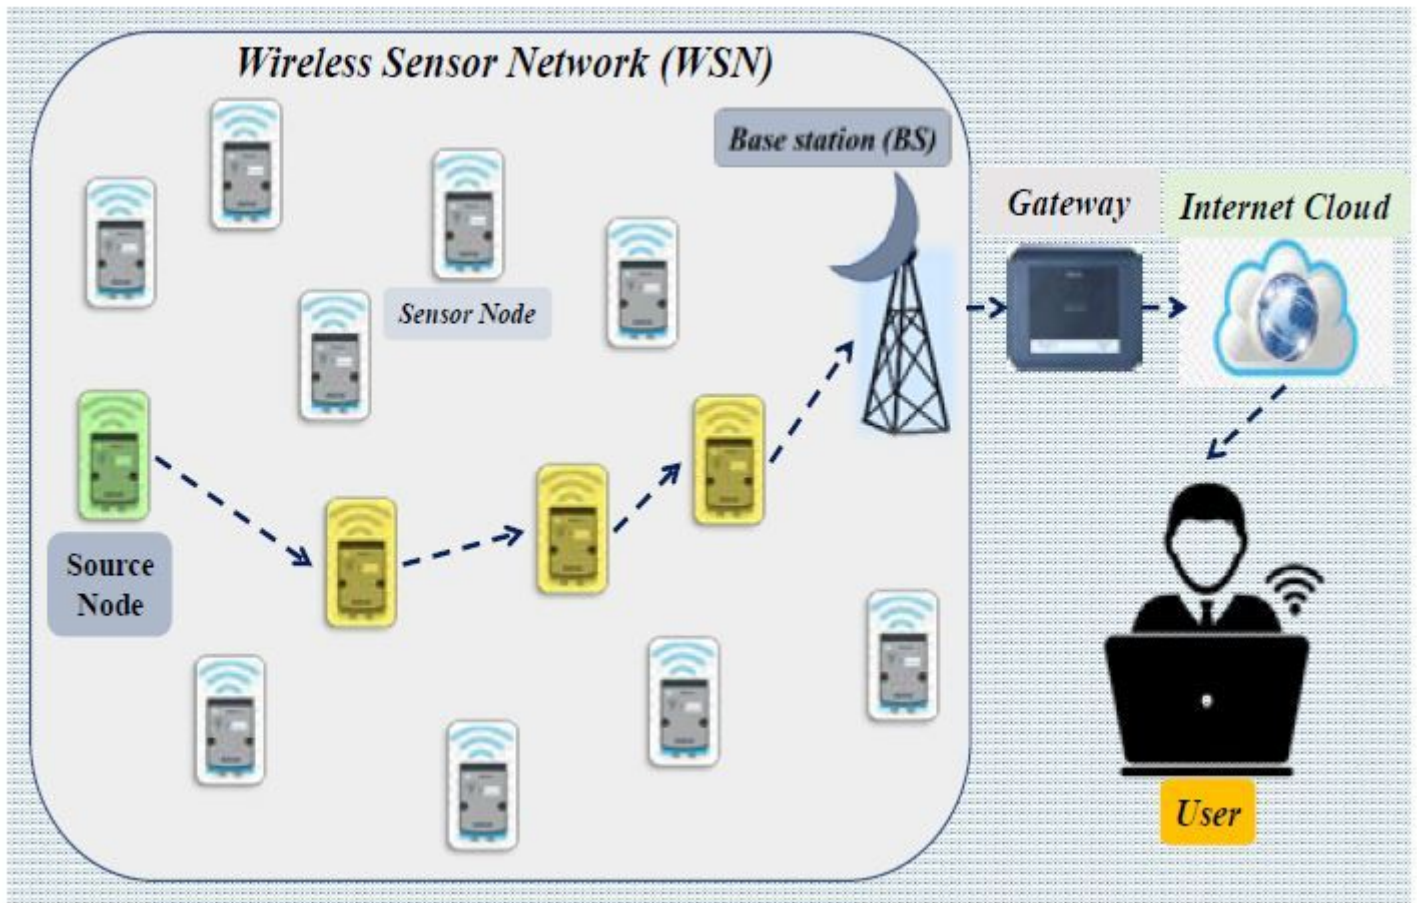 Wireless Sensor Network (WSN)
Base station (BS)
Gateway
Internet Cloud
Sensor Node
Source
Node
User